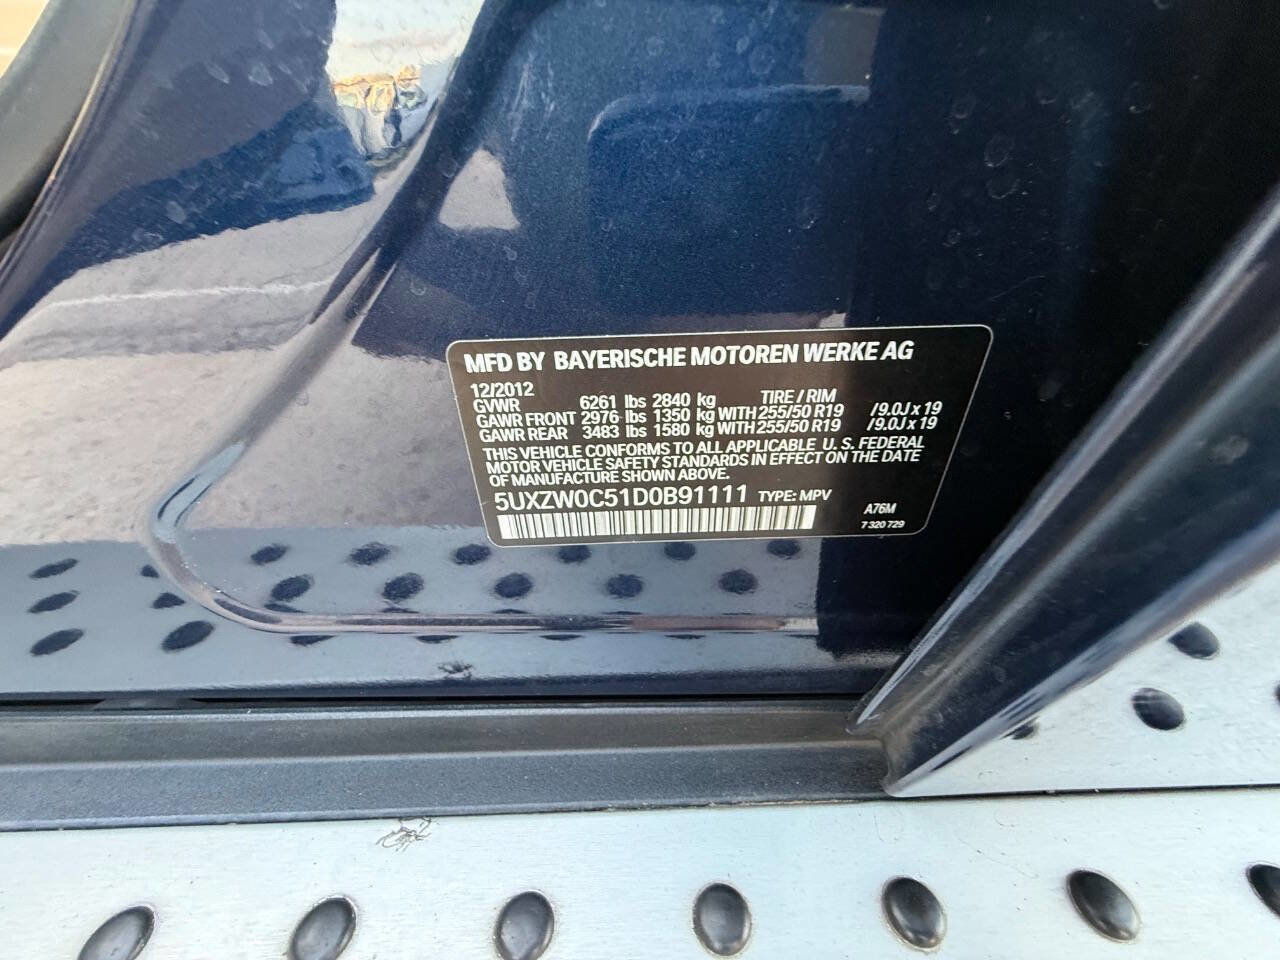 MFD BY BAYERISCHE MOTOREN WERKE AG
12/2012 TIRE / RIM
GVWR 6261 lbs 2840 kg
GAWR FRONT 2976 lbs 1350 kg WITH 255/50 R19 /9.0J x 19
GAWR REAR 3483 lbs 1580 kg WITH 255/50 R19 /9.0J x 19
THIS VEHICLE CONFORMS TO ALL APPLICABLE U. S. FEDERAL
MOTOR VEHICLE SAFETY STANDARDS IN EFFECT ON THE DATE
OF MANUFACTURE SHOWN ABOVE.
5UXZW0C51D0B91111 TYPE: MPV
A76M
7 320 729